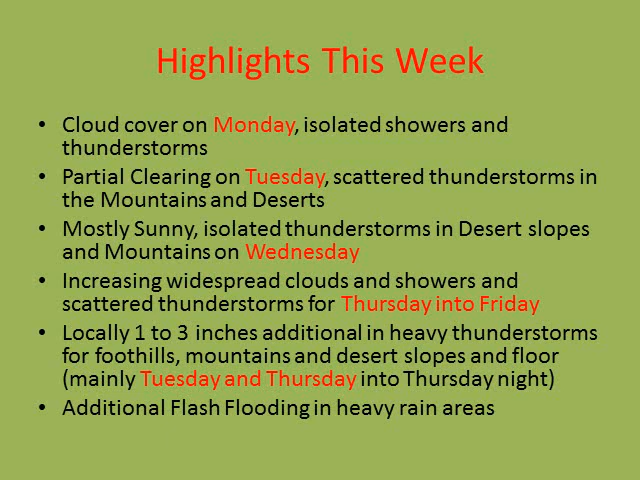 Highlights This Week
• Cloud cover on Monday, isolated showers and
thunderstorms
• Partial Clearing on Tuesday, scattered thunderstorms in
the Mountains and Deserts
• Mostly Sunny, isolated thunderstorms in Desert slopes
and Mountains on Wednesday
• Increasing widespread clouds and showers and
scattered thunderstorms for Thursday into Friday
• Locally 1 to 3 inches additional in heavy thunderstorms
for foothills, mountains and desert slopes and floor
(mainly Tuesday and Thursday into Thursday night)
• Additional Flash Flooding in heavy rain areas